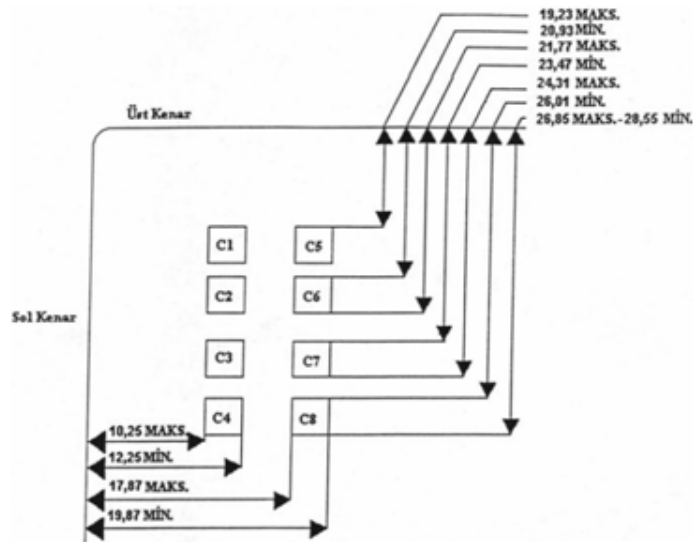 19,23 MAKS.
20,93 MİN.
21,77 MAKS.
23,47 MİN.
24,31 MAKS.
26,01 MİN.
26,85 MAKS.-28,55 MİN.
Üst Kenar
C1 C5
C2 C6
Sol Kenar
C3 C7
C4 C8
10,25 MAKS.
12,25 MİN.
17,87 MAKS.
19,87 MİN.